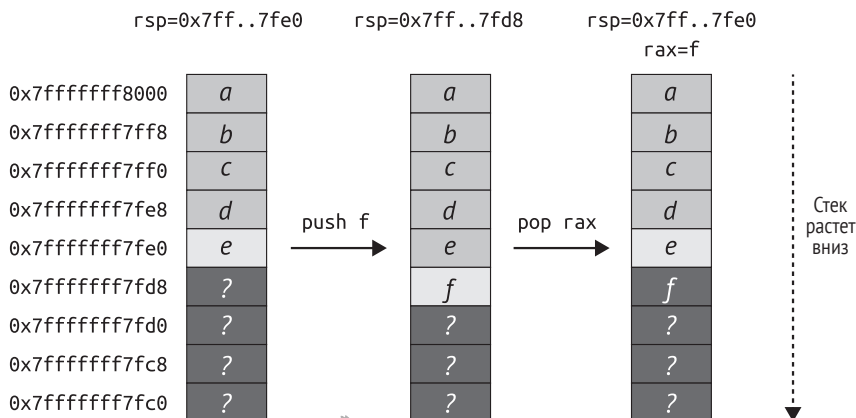 rsp=0x7ff..7fe0 rsp=0x7ff..7fd8 rsp=0x7ff..7fe0
rax=f
0x7fffffff8000 a a a
0x7fffffff7ff8 b b b
0x7fffffff7ff0 c c c
0x7fffffff7fe8 d d d
push f pop rax
0x7fffffff7fe0 e e e
0x7fffffff7fd8 ? f f
0x7fffffff7fd0 ? ? ?
0x7fffffff7fc8 ? ? ?
0x7fffffff7fc0 ? ? ?
Стек
растет
вниз